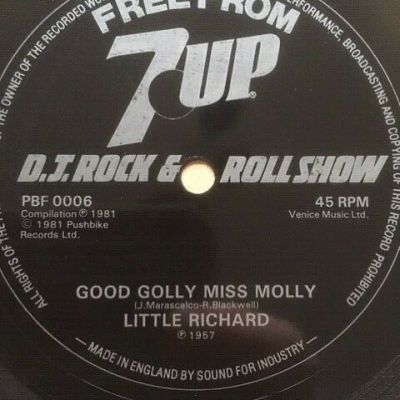 FREE FROM
7UP
D.J. ROCK & ROLL SHOW
PBF 0006
Compilation ℗ 1981
© 1981 Pushbike
Records Ltd.
45 RPM
Venice Music Ltd.
GOOD GOLLY MISS MOLLY
(J. Marascalco-R. Blackwell)
LITTLE RICHARD
℗ 1957
— MADE IN ENGLAND BY SOUND FOR INDUSTRY —
ALL RIGHTS OF THE
OF THE OWNER OF THE RECORDED
PERFORMANCE, BROADCASTING AND COPYING OF THIS RECORD PROHIBITED